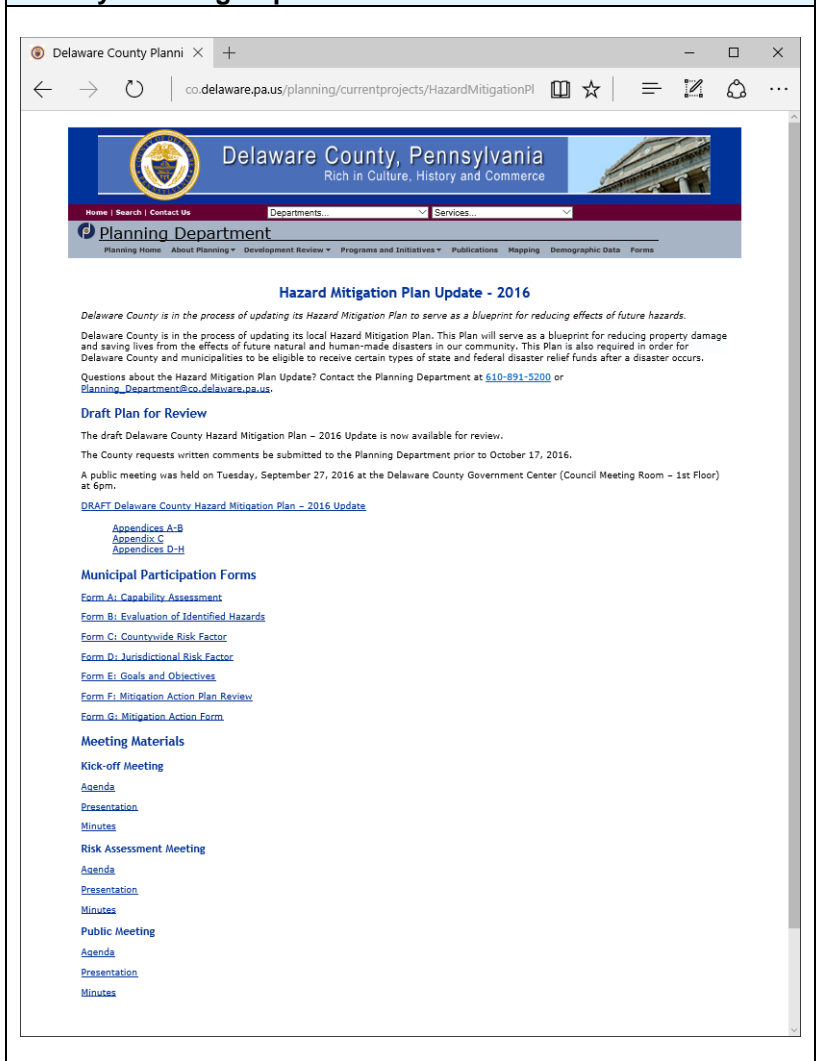 Delaware County Planni
co.delaware.pa.us/planning/currentprojects/HazardMitigationPl
Delaware County, Pennsylvania
Rich in Culture, History and Commerce
Home | Search | Contact Us
Departments...
Services...
Planning Department
Planning Home About Planning Development Review Programs and Initiatives Publications Mapping Demographic Data Forms
Hazard Mitigation Plan Update - 2016
Delaware County is in the process of updating its Hazard Mitigation Plan to serve as a blueprint for reducing effects of future hazards.
Delaware County is in the process of updating its local Hazard Mitigation Plan. This Plan will serve as a blueprint for reducing property damage
and saving lives from the effects of future natural and human-made disasters in our community. This Plan is also required in order for
Delaware County and municipalities to be eligible to receive certain types of state and federal disaster relief funds after a disaster occurs.
Questions about the Hazard Mitigation Plan Update? Contact the Planning Department at 610-891-5200 or
Planning_Department@co.delaware.pa.us.
Draft Plan for Review
The draft Delaware County Hazard Mitigation Plan – 2016 Update is now available for review.
The County requests written comments be submitted to the Planning Department prior to October 17, 2016.
A public meeting was held on Tuesday, September 27, 2016 at the Delaware County Government Center (Council Meeting Room – 1st Floor)
at 6pm.
DRAFT Delaware County Hazard Mitigation Plan – 2016 Update
Appendices A-B
Appendix C
Appendices D-H
Municipal Participation Forms
Form A: Capability Assessment
Form B: Evaluation of Identified Hazards
Form C: Countywide Risk Factor
Form D: Jurisdictional Risk Factor
Form E: Goals and Objectives
Form F: Mitigation Action Plan Review
Form G: Mitigation Action Form
Meeting Materials
Kick-off Meeting
Agenda
Presentation
Minutes
Risk Assessment Meeting
Agenda
Presentation
Minutes
Public Meeting
Agenda
Presentation
Minutes